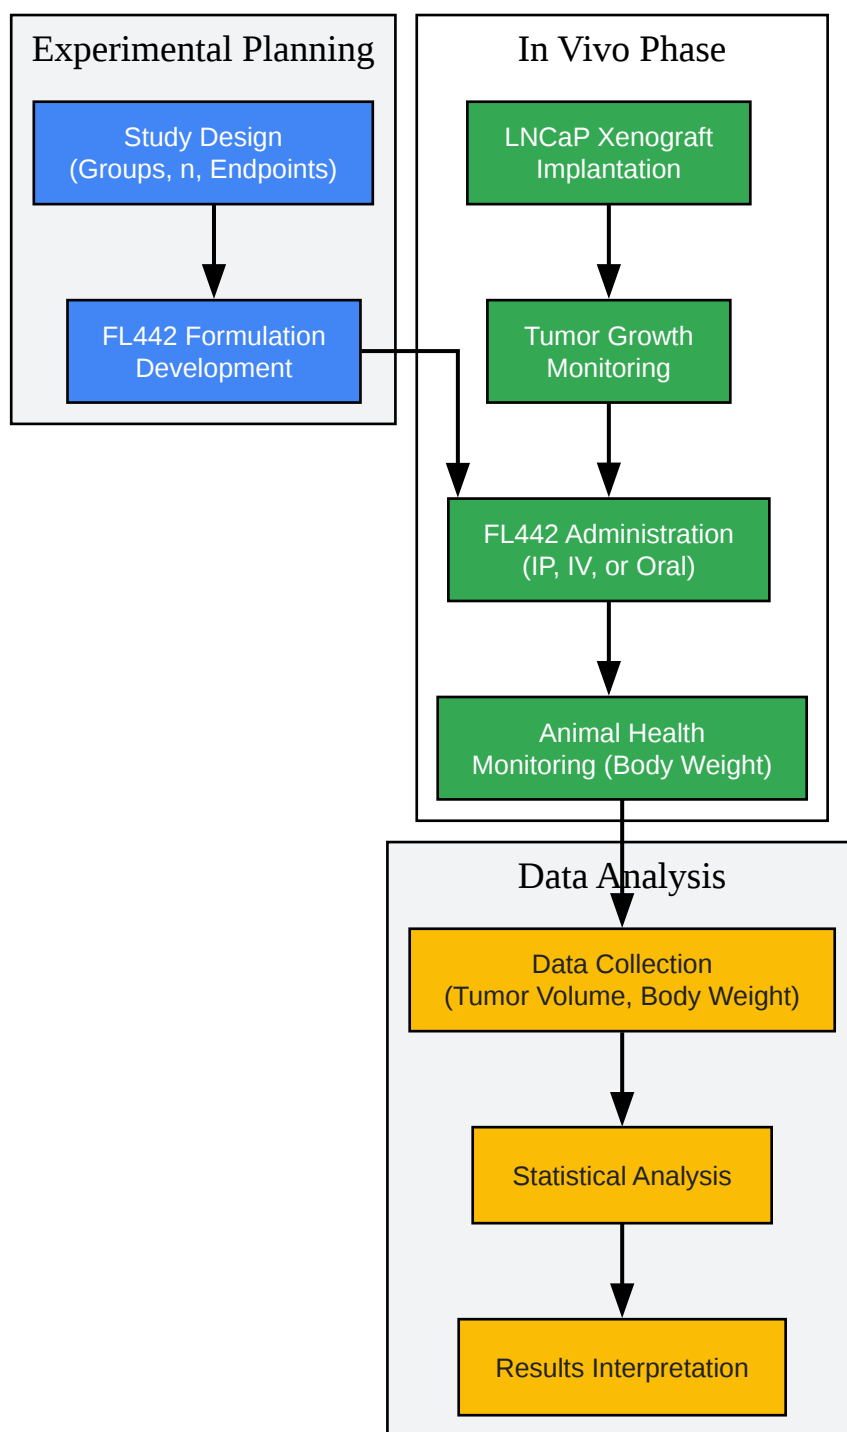 Experimental Planning
Study Design
(Groups, n, Endpoints)
FL442 Formulation
Development
In Vivo Phase
LNCaP Xenograft
Implantation
Tumor Growth
Monitoring
FL442 Administration
(IP, IV, or Oral)
Animal Health
Monitoring (Body Weight)
Data Analysis
Data Collection
(Tumor Volume, Body Weight)
Statistical Analysis
Results Interpretation